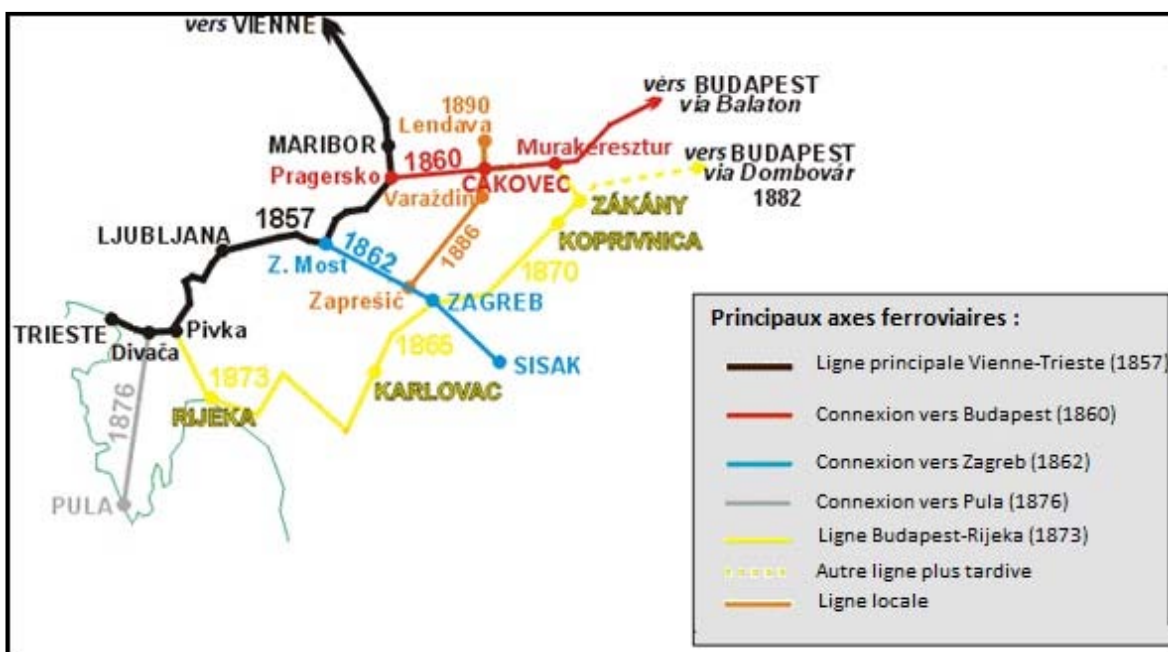 vers VIENNE
vers BUDAPEST
via Balaton
1890
Lendava
MARIBOR
Murakeresztur
1860
vers BUDAPEST
via Dombovár
1882
Pragersko
CAKOVEC
Varaždin
ZÁKÁNY
1857
LJUBLJANA
KOPRIVNICA
1862
1886
Z. Most
1870
Zaprešić
ZAGREB
TRIESTE
Pivka
Divača
1865
SISAK
1873
KARLOVAC
1876
RIJEKA
PULA
Principaux axes ferroviaires :
Ligne principale Vienne-Trieste (1857)
Connexion vers Budapest (1860)
Connexion vers Zagreb (1862)
Connexion vers Pula (1876)
Ligne Budapest-Rijeka (1873)
Autre ligne plus tardive
Ligne locale